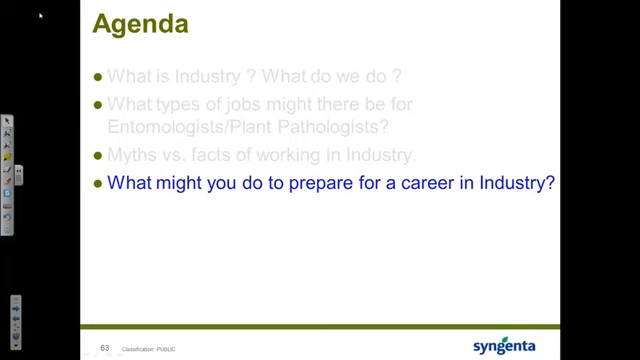 Agenda
● What is Industry ? What do we do ?
● What types of jobs might there be for
Entomologists/Plant Pathologists?
● Myths vs. facts of working in Industry.
● What might you do to prepare for a career in Industry?
63 Classification: PUBLIC
syngenta